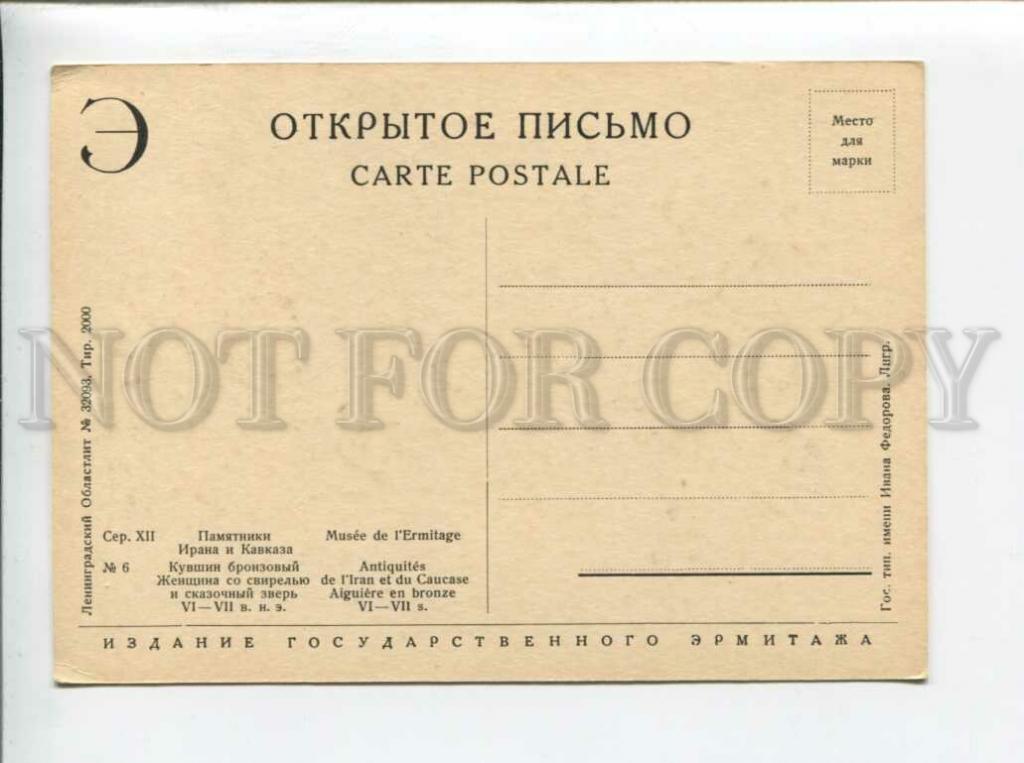 Э
ОТКРЫТОЕ ПИСЬМО
CARTE POSTALE
Место
для
марки
NOT FOR COPY
Ленинградский Областлит № 32093. Тир. 2000
Сер. XII
Памятники
Ирана и Кавказа
№ 6
Кувшин бронзовый
Женщина со свирелью
и сказочный зверь
VI—VII в. н. э.
Musée de l'Ermitage
Antiquités
de l'Iran et du Caucase
Aiguière en bronze
VI—VII s.
Гос. тип. имени Ивана Федорова. Лнгр.
ИЗДАНИЕ ГОСУДАРСТВЕННОГО ЭРМИТАЖА